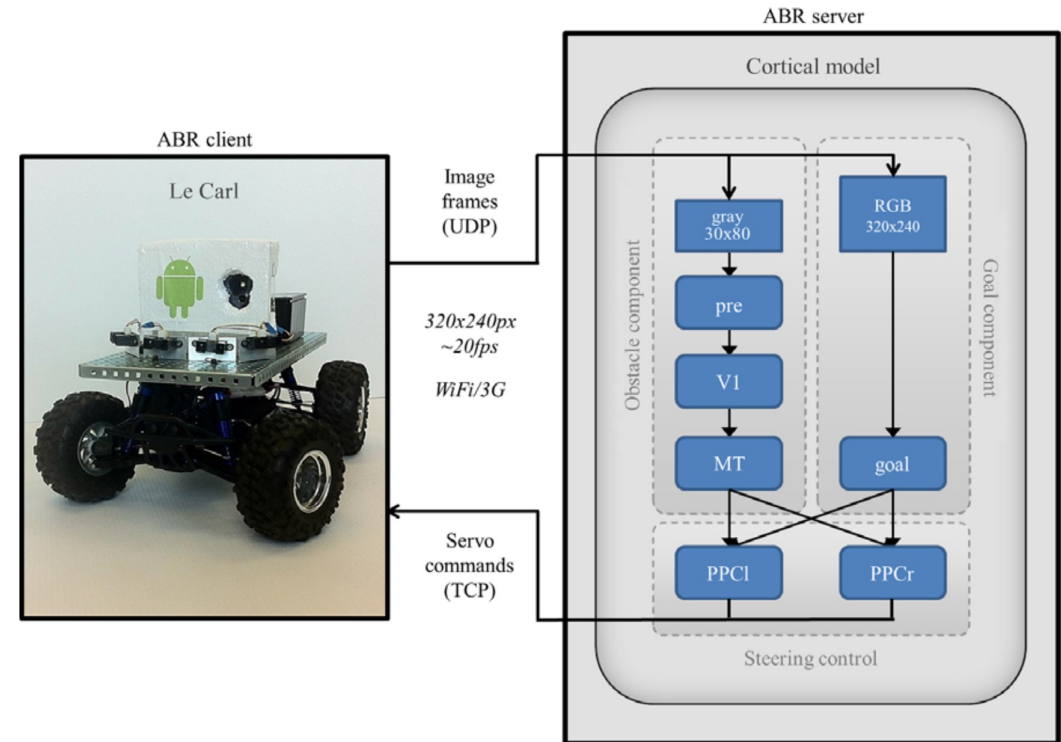 ABR server
Cortical model
ABR client
Le Carl
Image
frames
(UDP)
320x240px
~20fps
WiFi/3G
Servo
commands
(TCP)
Obstacle component
gray
30x80
pre
V1
MT
RGB
320x240
goal
Goal component
PPCl
PPCr
Steering control